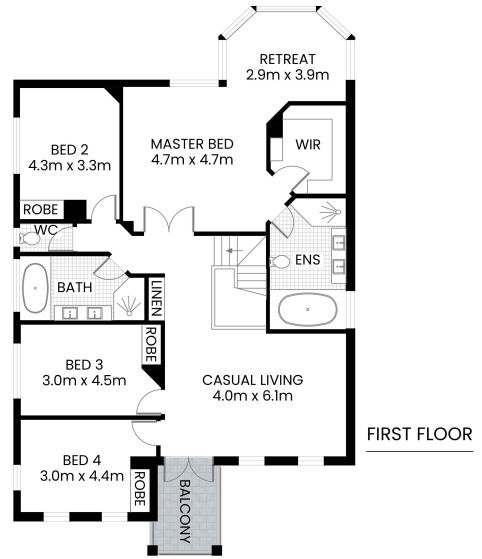 RETREAT
2.9m x 3.9m
BED 2
4.3m x 3.3m
MASTER BED
4.7m x 4.7m
WIR
ROBE
WC
ENS
BATH
LINEN
ROBE
BED 3
3.0m x 4.5m
CASUAL LIVING
4.0m x 6.1m
FIRST FLOOR
BED 4
3.0m x 4.4m
ROBE
BALCONY